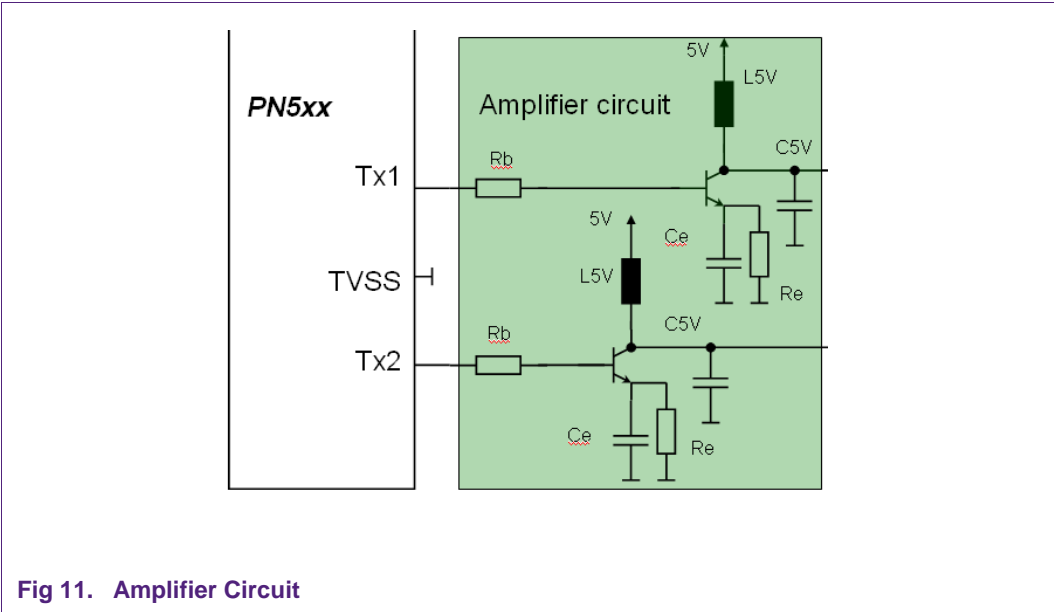 PN5xx
Amplifier circuit
5V
L5V
C5V
Rb
Tx1
5V
Ce
TVSS
L5V
Re
C5V
Rb
Tx2
Ce
Re
Fig 11. Amplifier Circuit